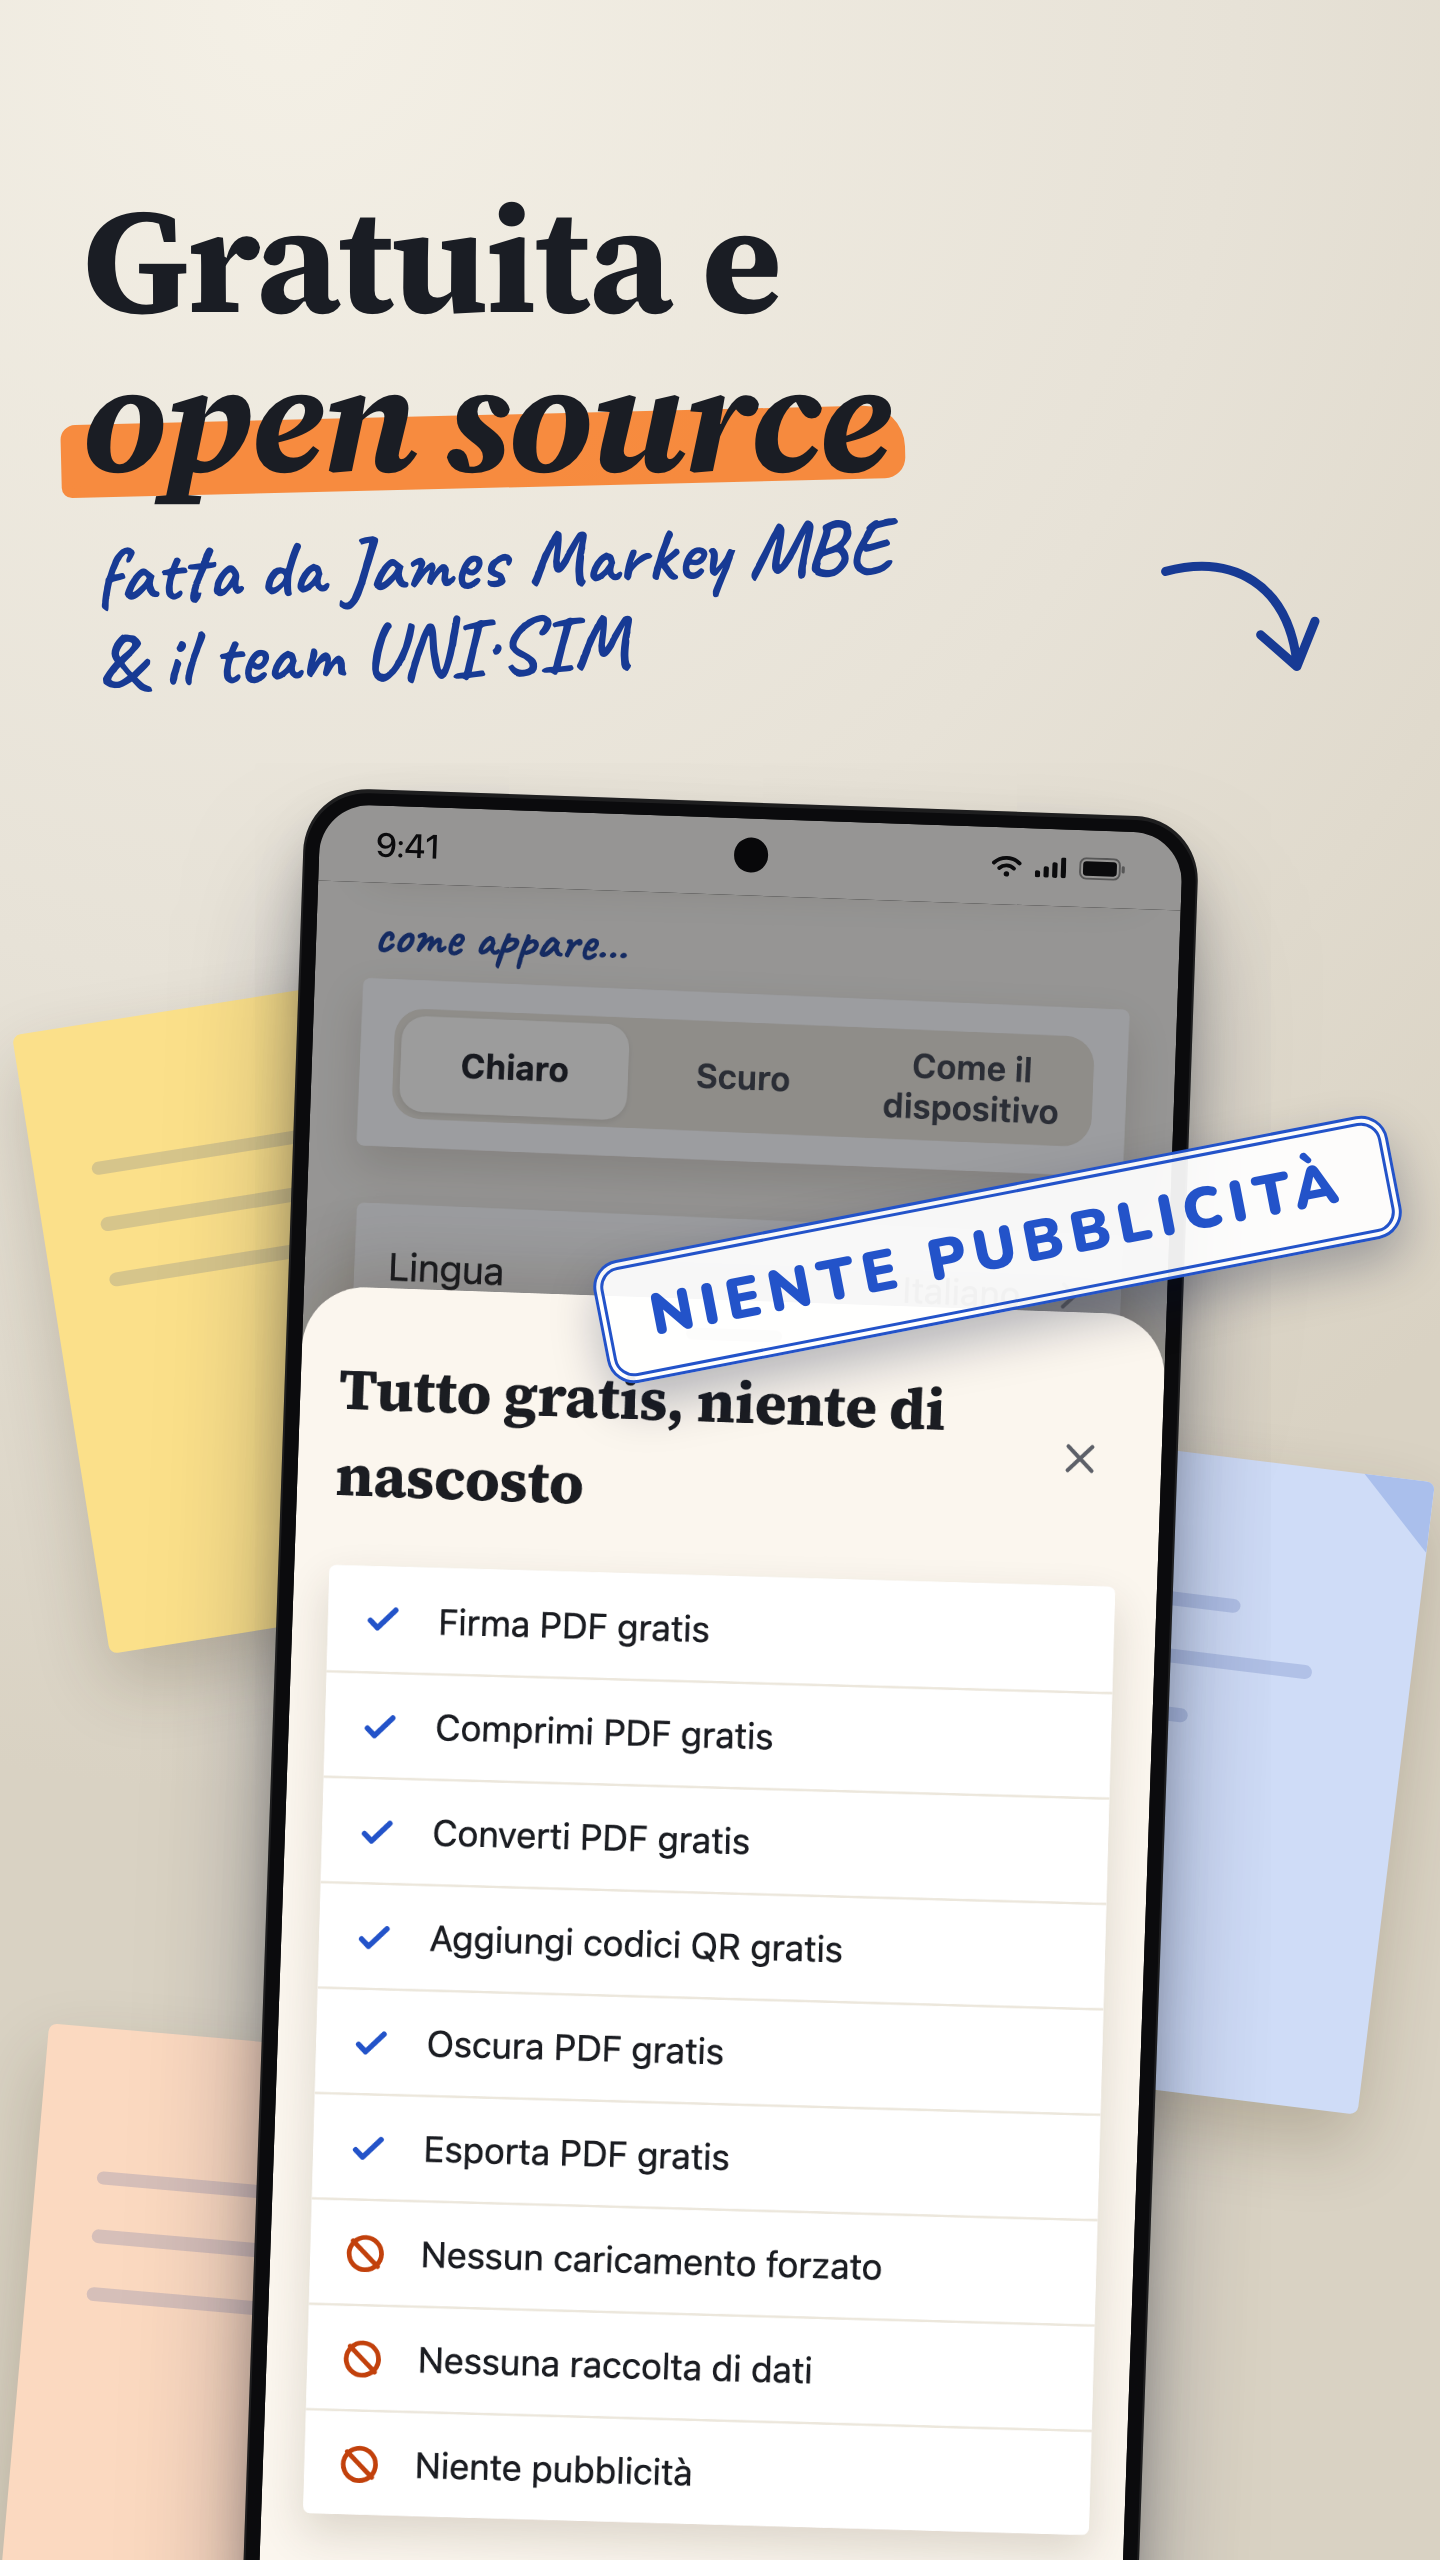 Gratuita e
open source
fatta da James Markey MBE
& il team UNI·SIM
9:41
come appare...
Chiaro
Scuro
Come il
dispositivo
NIENTE PUBBLICITÀ
Lingua
Italiano
Tutto gratis, niente di
nascosto
Firma PDF gratis
Comprimi PDF gratis
Converti PDF gratis
Aggiungi codici QR gratis
Oscura PDF gratis
Esporta PDF gratis
Nessun caricamento forzato
Nessuna raccolta di dati
Niente pubblicità